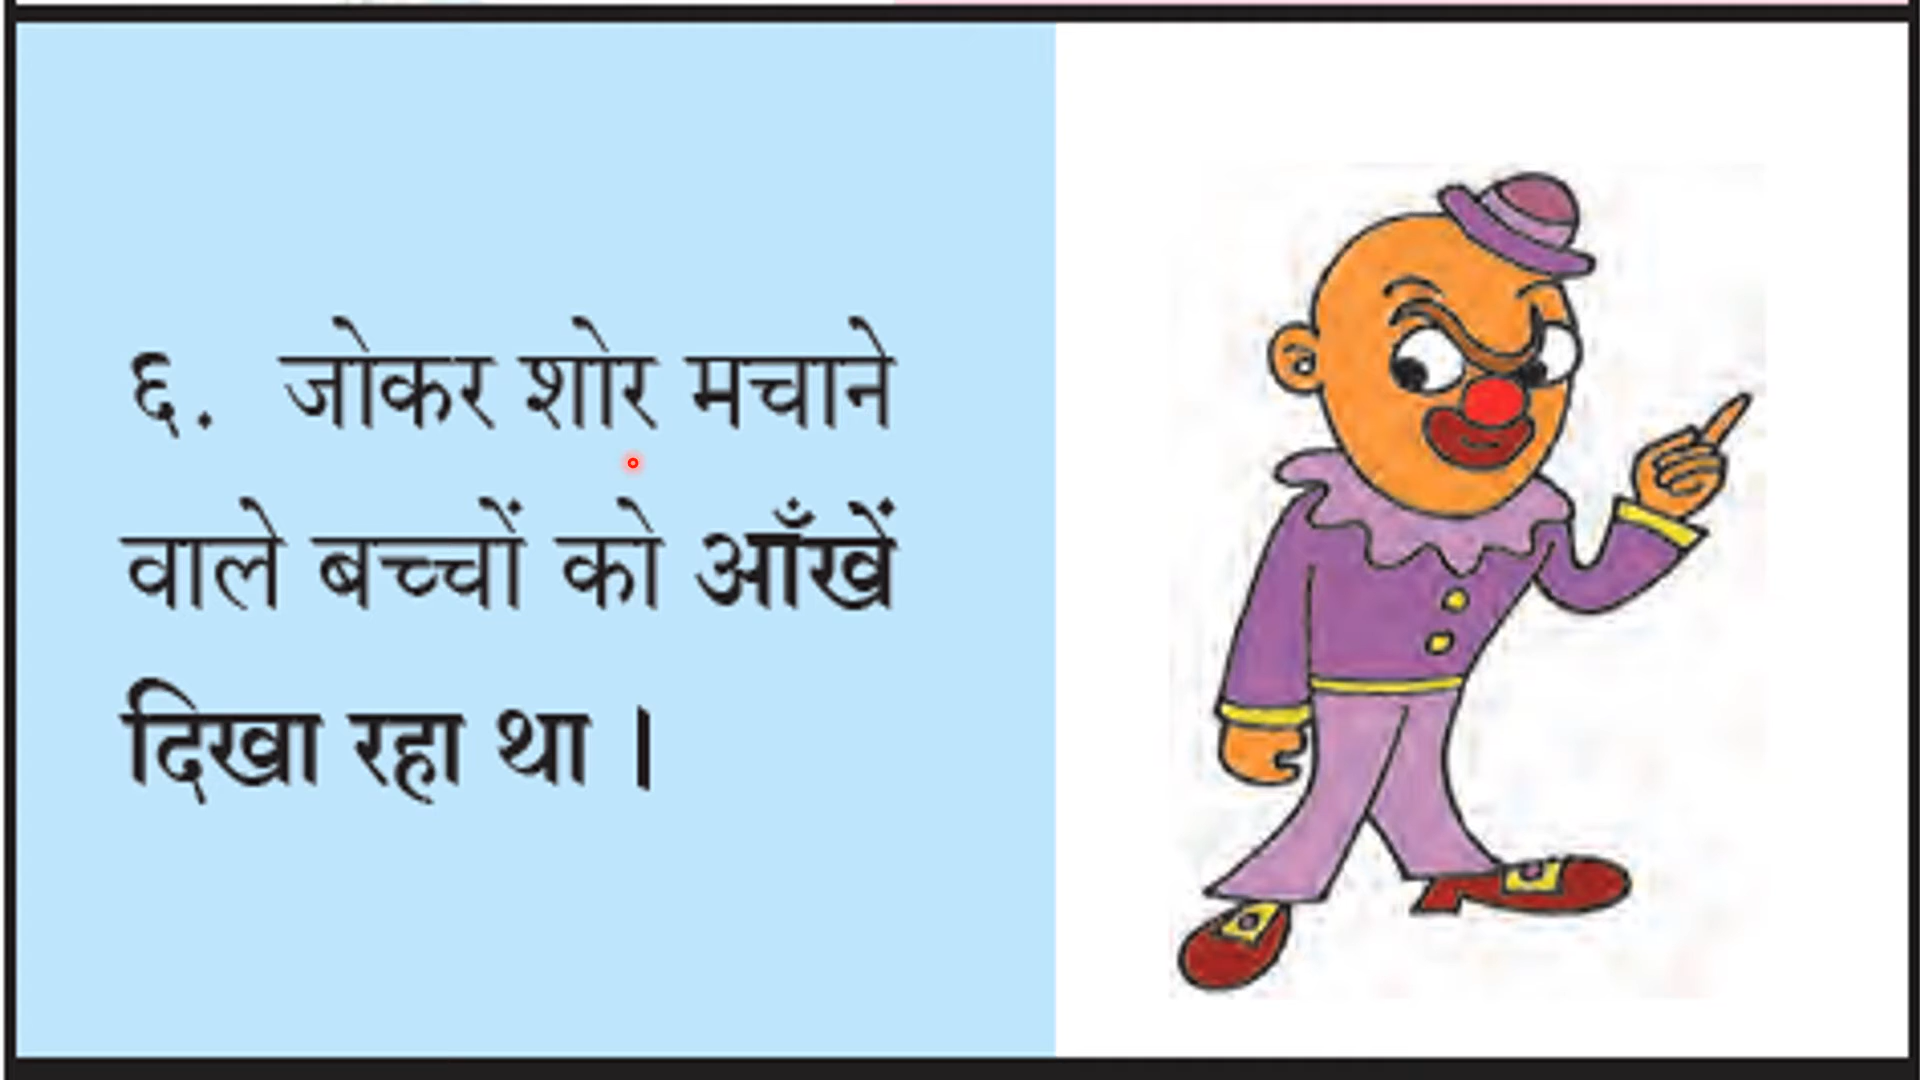 ६. जोकर शोर मचाने
वाले बच्चों को आँखें
दिखा रहा था ।